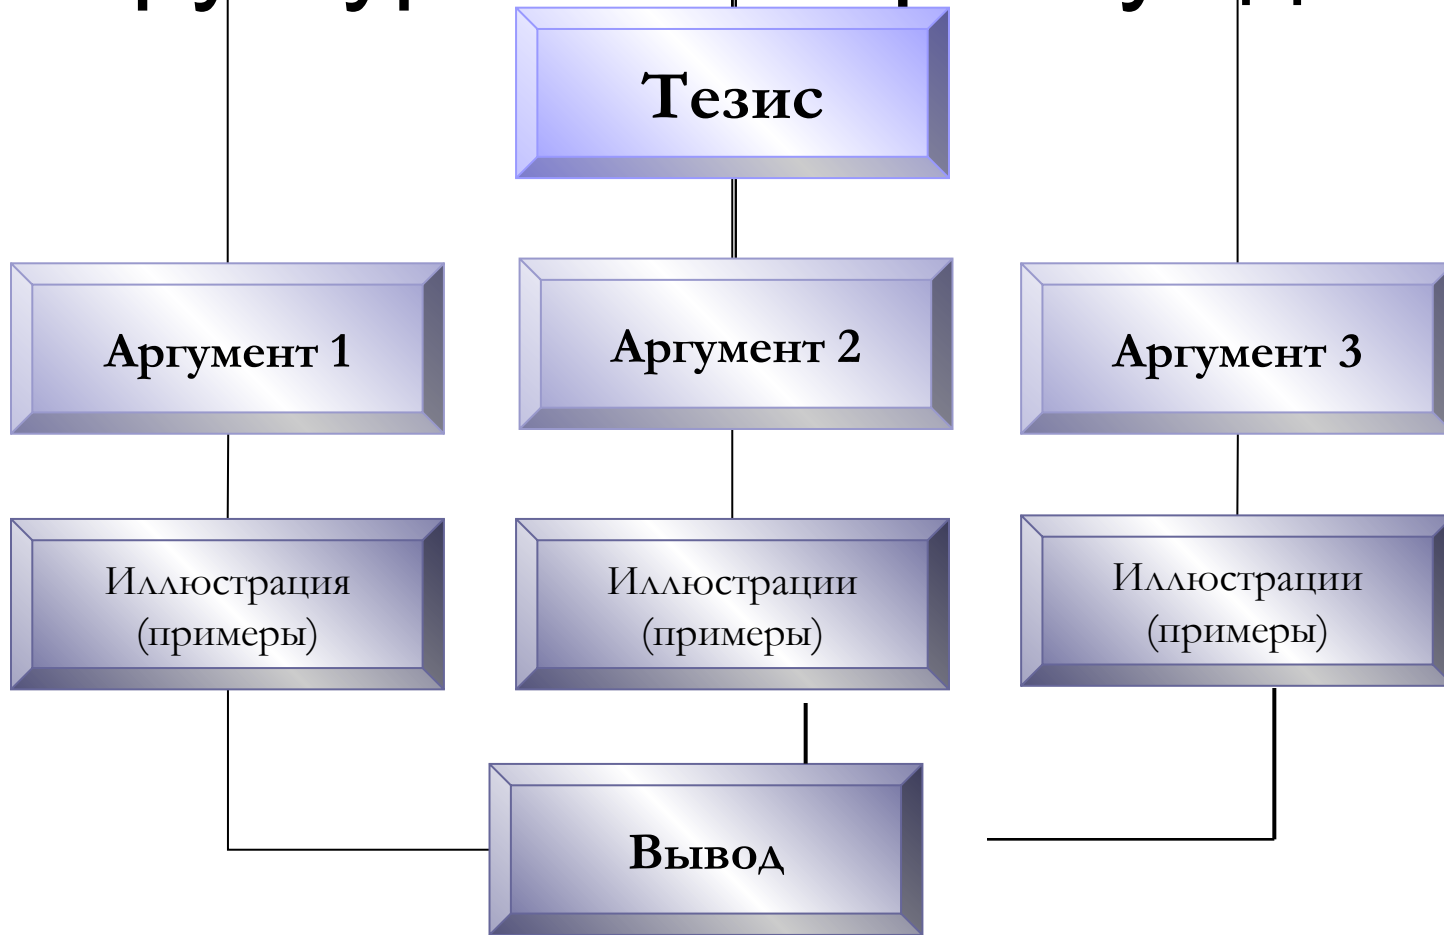 Тезис
Аргумент 1
Аргумент 2
Аргумент 3
Иллюстрация
(примеры)
Иллюстрации
(примеры)
Иллюстрации
(примеры)
Вывод